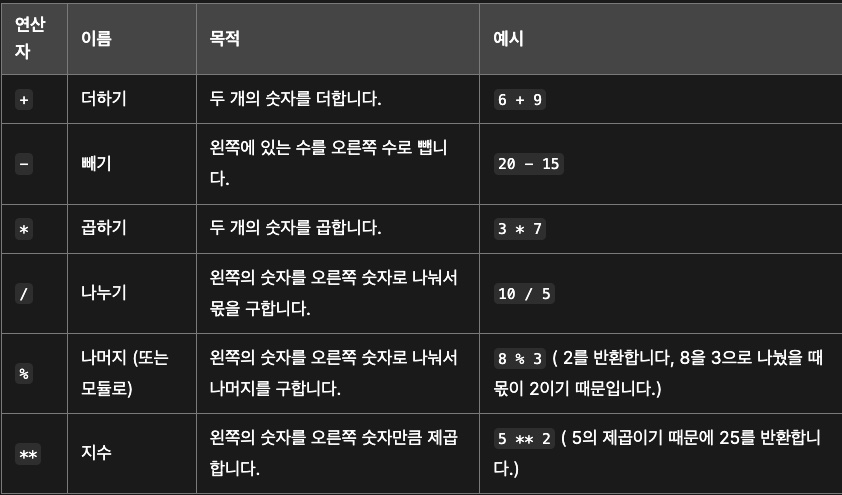 연산
자
이름
목적
예시
+
더하기
두 개의 숫자를 더합니다.
6 + 9
-
빼기
왼쪽에 있는 수를 오른쪽 수로 뺍니
다.
20 - 15
*
곱하기
두 개의 숫자를 곱합니다.
3 * 7
/
나누기
왼쪽의 숫자를 오른쪽 숫자로 나눠서
몫을 구합니다.
10 / 5
%
나머지 (또는
모듈로)
왼쪽의 숫자를 오른쪽 숫자로 나눠서
나머지를 구합니다.
8 % 3 ( 2를 반환합니다, 8을 3으로 나눴을 때
몫이 2이기 때문입니다.)
**
지수
왼쪽의 숫자를 오른쪽 숫자만큼 제곱
합니다.
5 ** 2 ( 5의 제곱이기 때문에 25를 반환합니
다.)